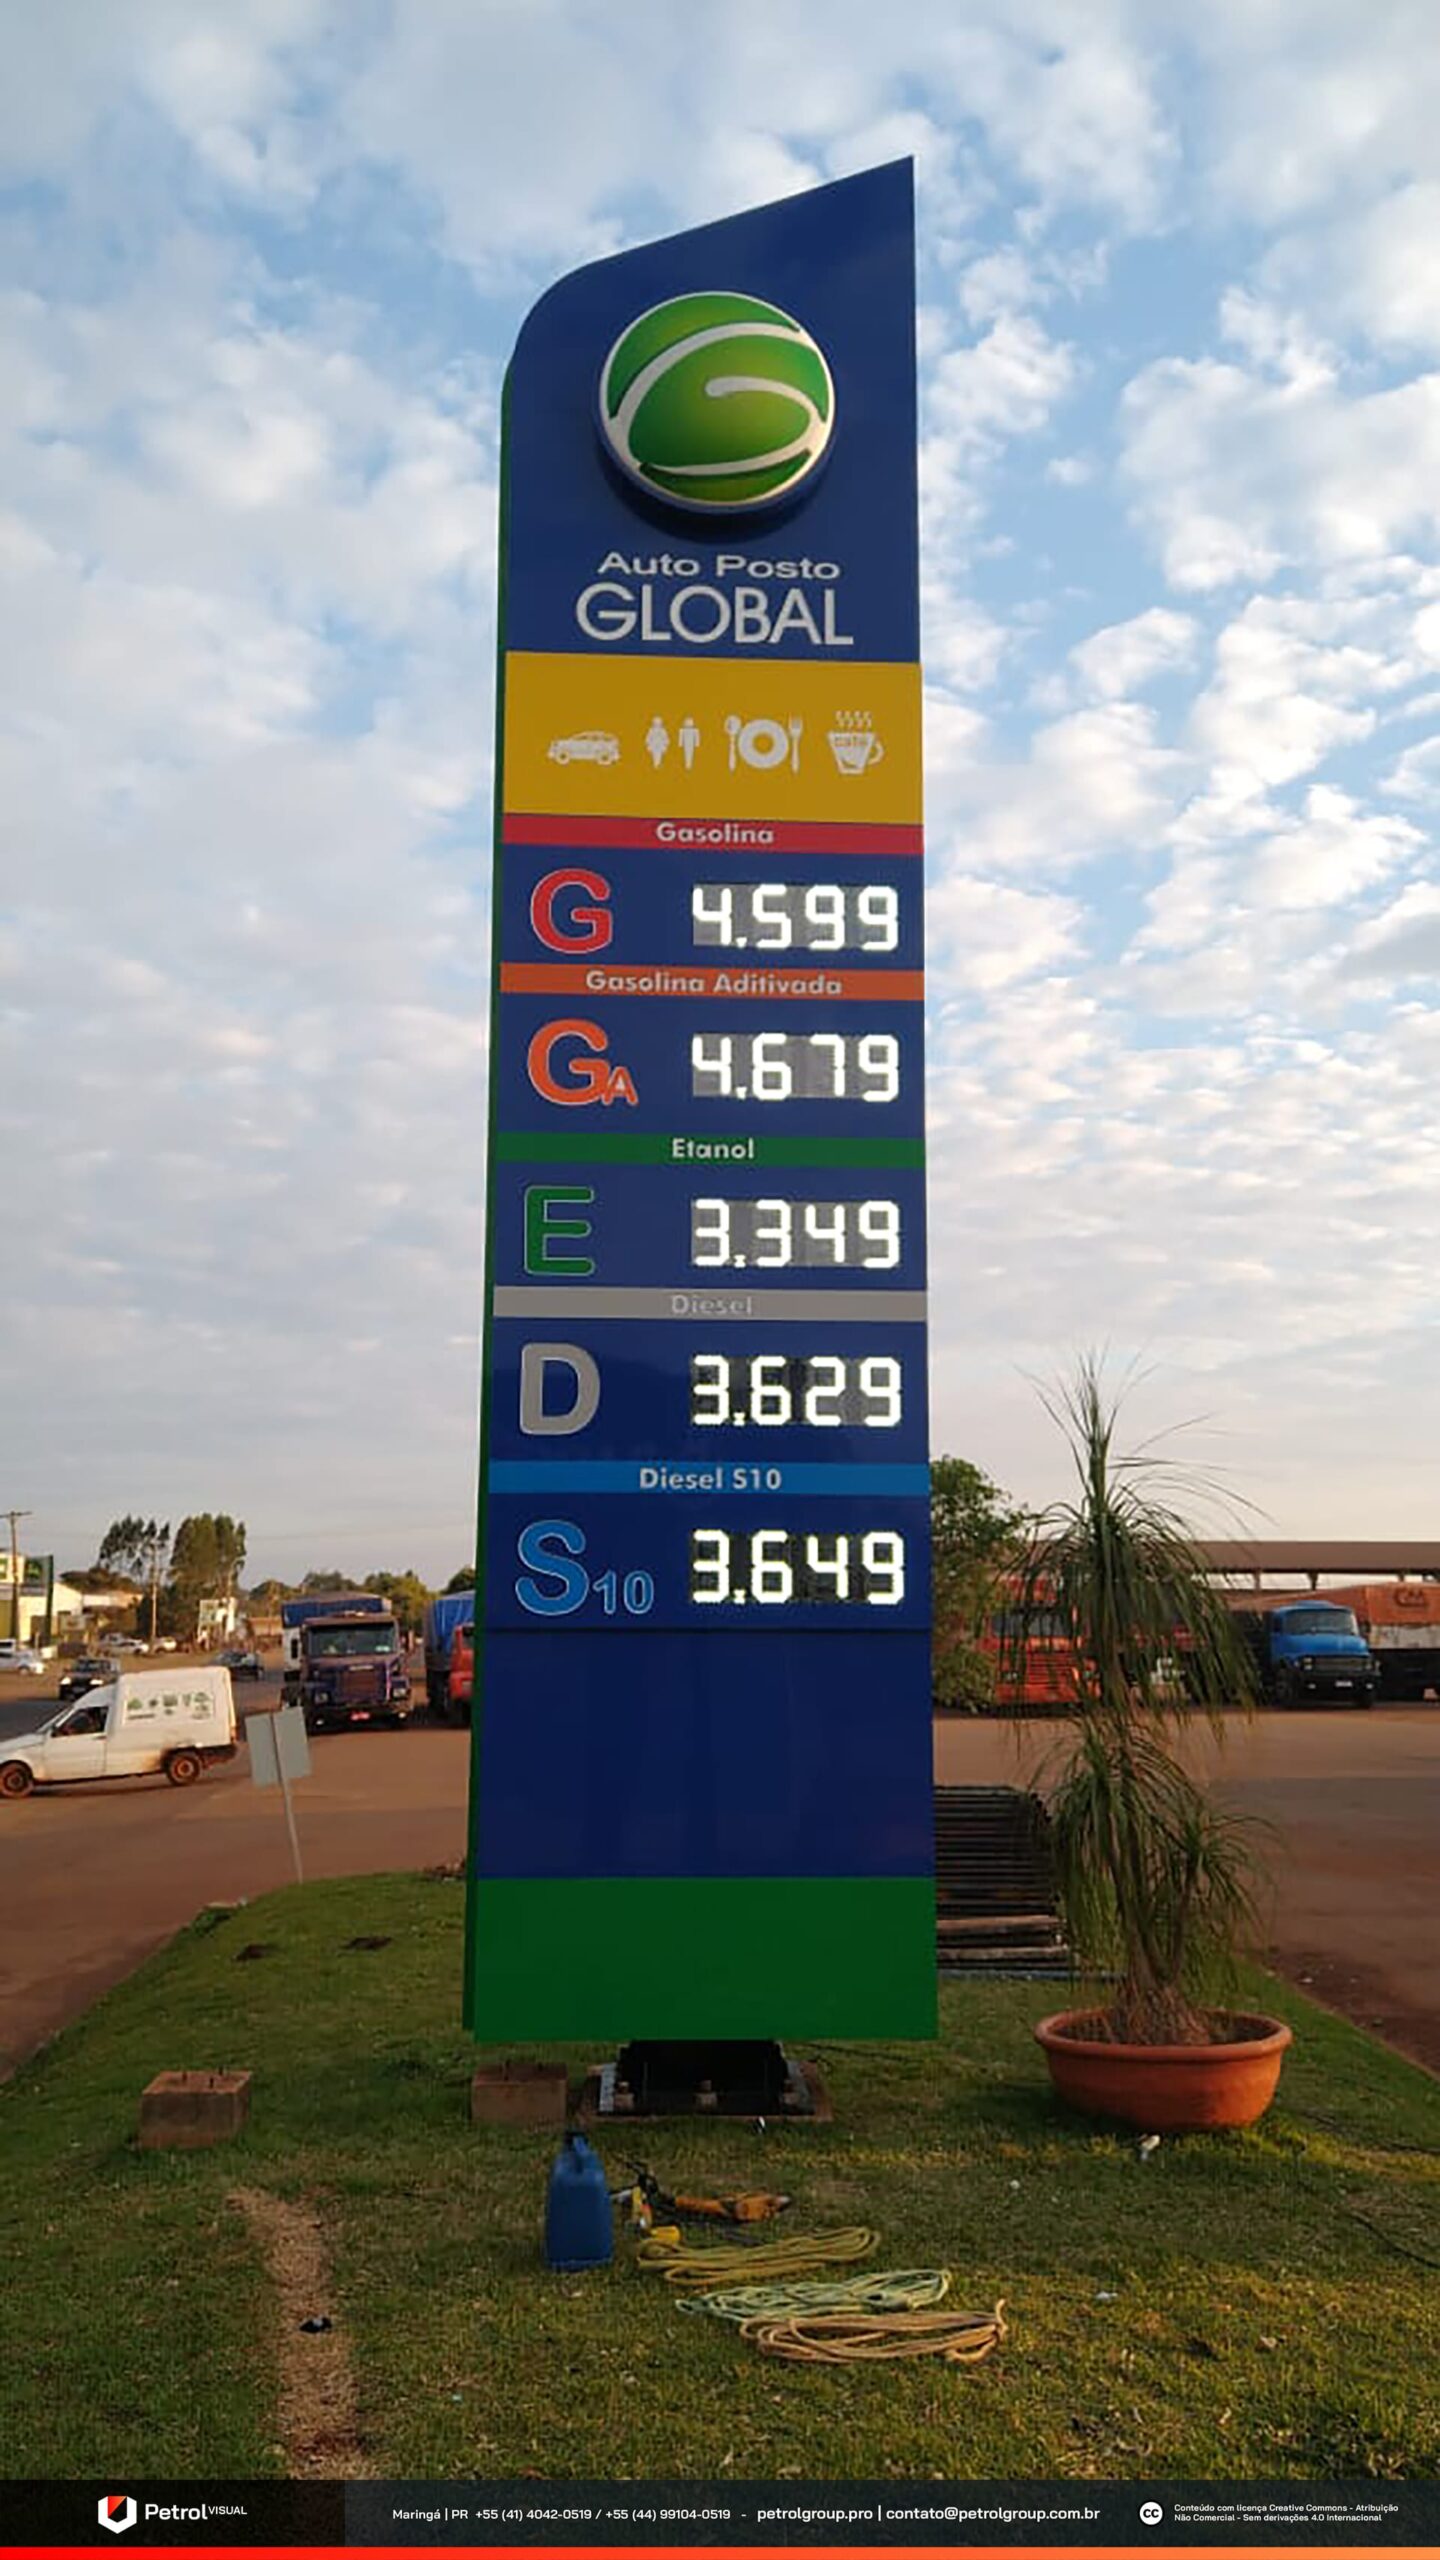 Auto Posto
GLOBAL
café
Gasolina
G 4.599
Gasolina Aditivada
GA 4.679
Etanol
E 3.349
Diesel
D 3.629
Diesel S10
S10 3.649
Petrol VISUAL
Maringá | PR +55 (41) 4042-0519 / +55 (44) 99104-0519 - petrolgroup.pro | contato@petrolgroup.com.br
cc
Conteúdo com licença Creative Commons - Atribuição
Não Comercial - Sem derivações 4.0 Internacional